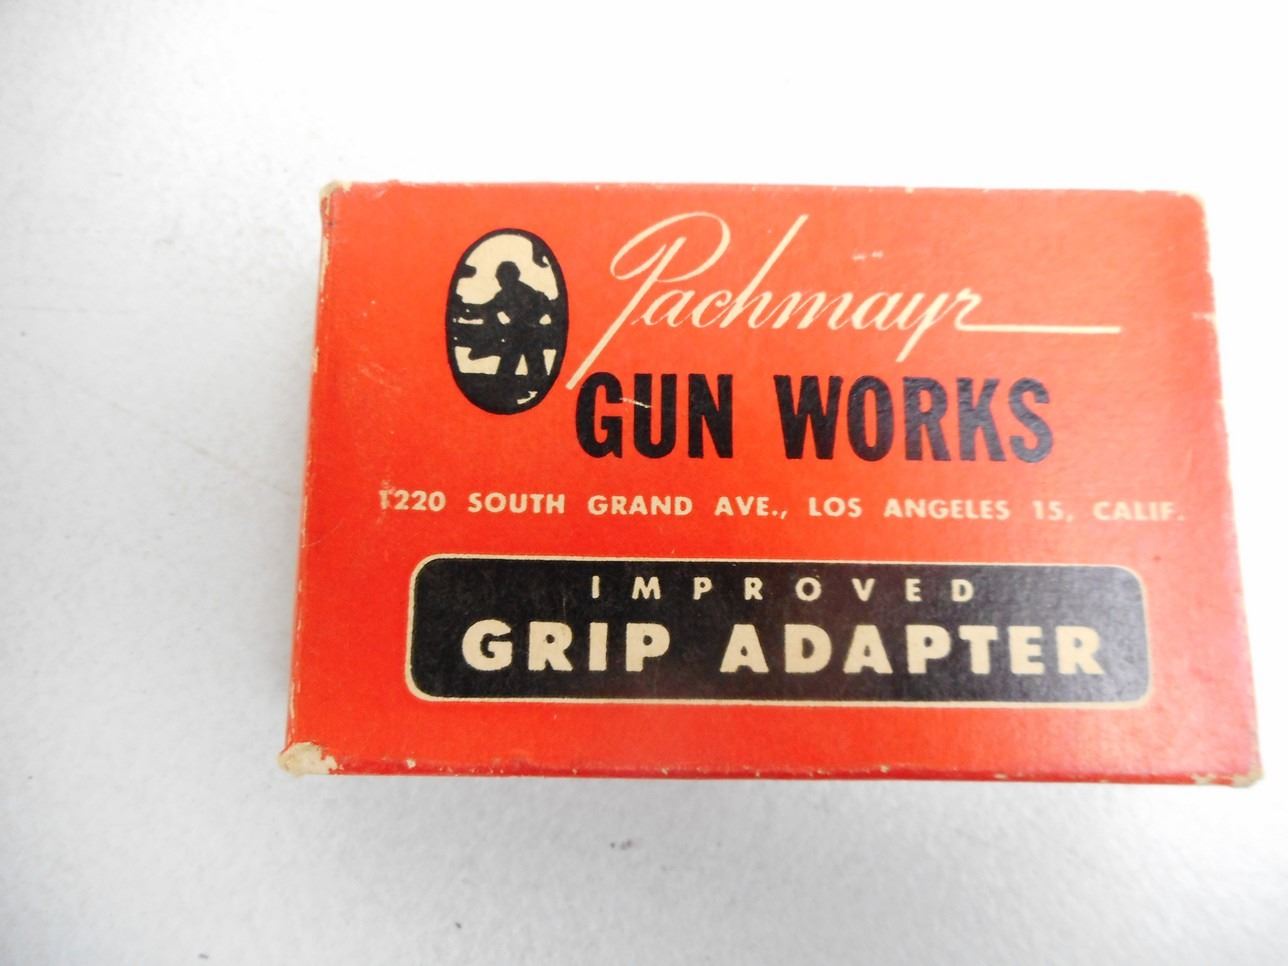 Pachmayr
GUN WORKS
1220 SOUTH GRAND AVE., LOS ANGELES 15, CALIF.
IMPROVED
GRIP ADAPTER